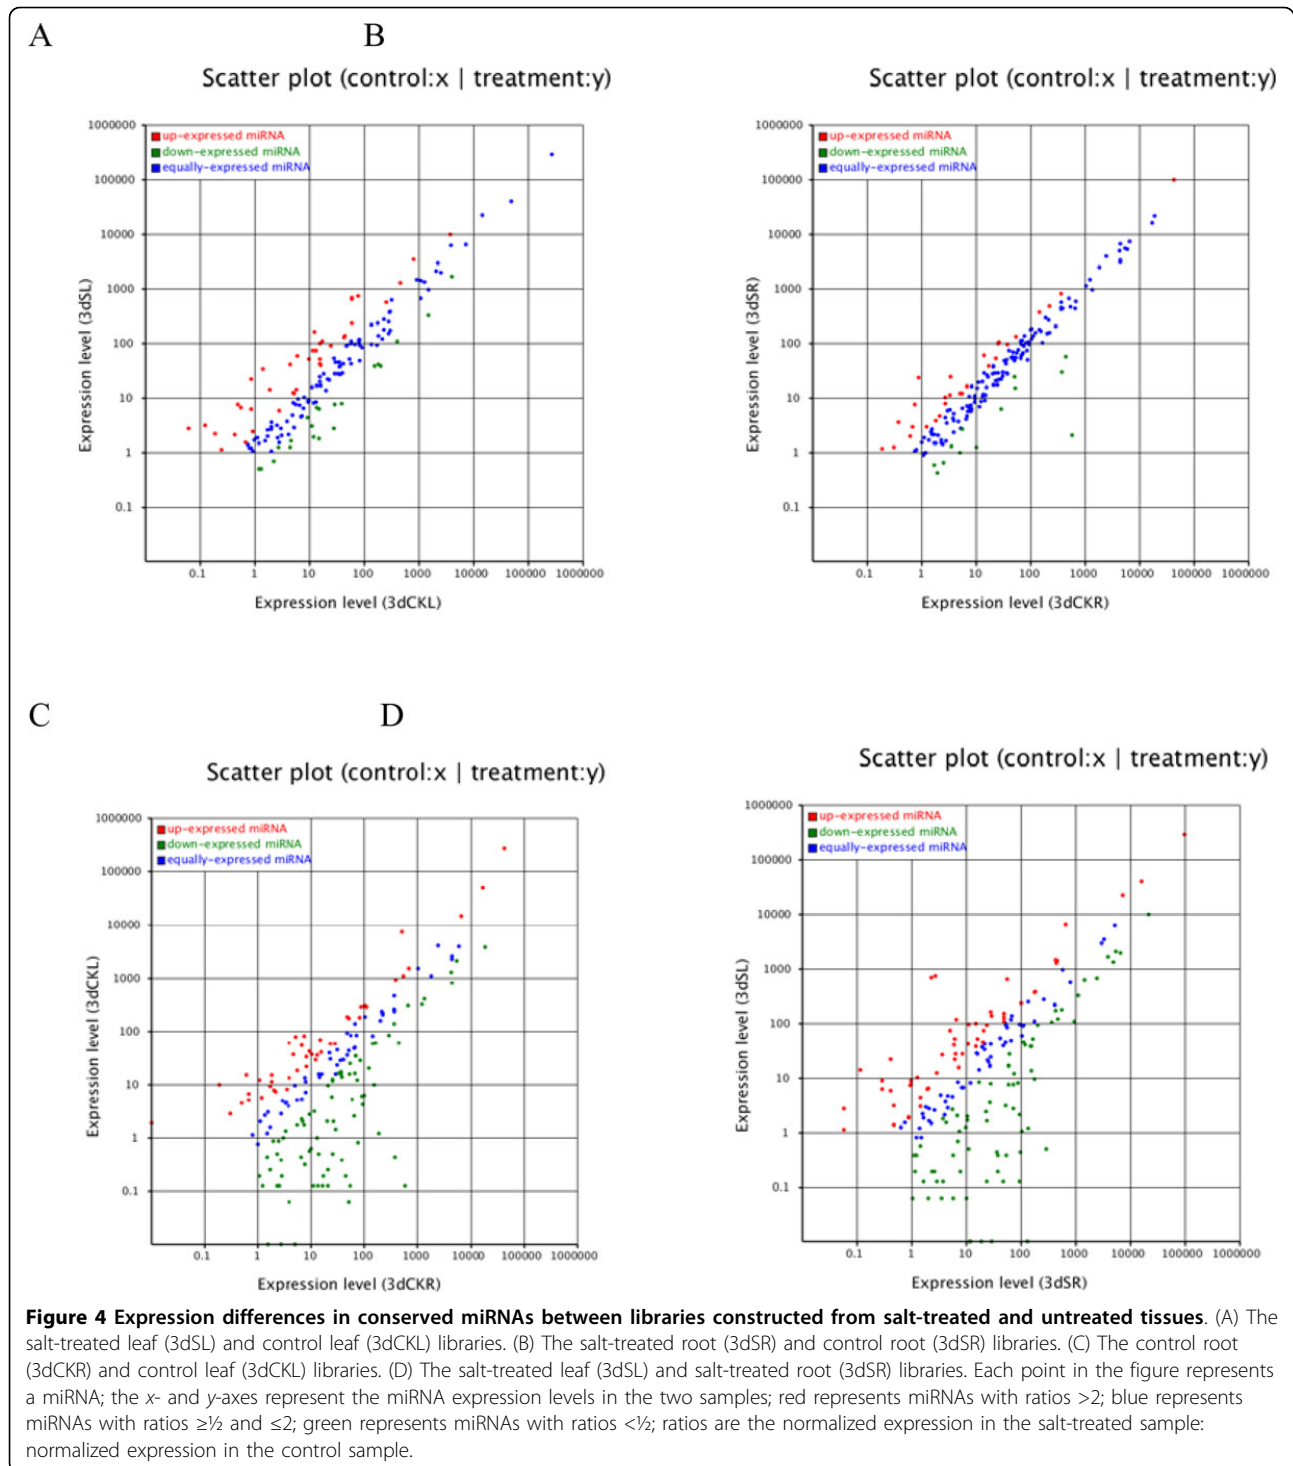 A
B
Scatter plot (control:x | treatment:y)
1000000
100000
10000
1000
100
10
1
0.1
up-expressed miRNA
down-expressed miRNA
equally-expressed miRNA
Expression level (3dSL)
0.1 1 10 100 1000 10000 100000 1000000
Expression level (3dCKL)
Scatter plot (control:x | treatment:y)
1000000
100000
10000
1000
100
10
1
0.1
up-expressed miRNA
down-expressed miRNA
equally-expressed miRNA
Expression level (3dSR)
0.1 1 10 100 1000 10000 100000 1000000
Expression level (3dCKR)
C
D
Scatter plot (control:x | treatment:y)
1000000
100000
10000
1000
100
10
1
0.1
up-expressed miRNA
down-expressed miRNA
equally-expressed miRNA
Expression level (3dCKL)
0.1 1 10 100 1000 10000 100000 1000000
Expression level (3dCKR)
Scatter plot (control:x | treatment:y)
1000000
100000
10000
1000
100
10
1
0.1
up-expressed miRNA
down-expressed miRNA
equally-expressed miRNA
Expression level (3dSL)
0.1 1 10 100 1000 10000 100000 1000000
Expression level (3dSR)
Figure 4 Expression differences in conserved miRNAs between libraries constructed from salt-treated and untreated tissues. (A) The
salt-treated leaf (3dSL) and control leaf (3dCKL) libraries. (B) The salt-treated root (3dSR) and control root (3dSR) libraries. (C) The control root
(3dCKR) and control leaf (3dCKL) libraries. (D) The salt-treated leaf (3dSL) and salt-treated root (3dSR) libraries. Each point in the figure represents
a miRNA; the x- and y-axes represent the miRNA expression levels in the two samples; red represents miRNAs with ratios >2; blue represents
miRNAs with ratios ≥½ and ≤2; green represents miRNAs with ratios <½; ratios are the normalized expression in the salt-treated sample:
normalized expression in the control sample.